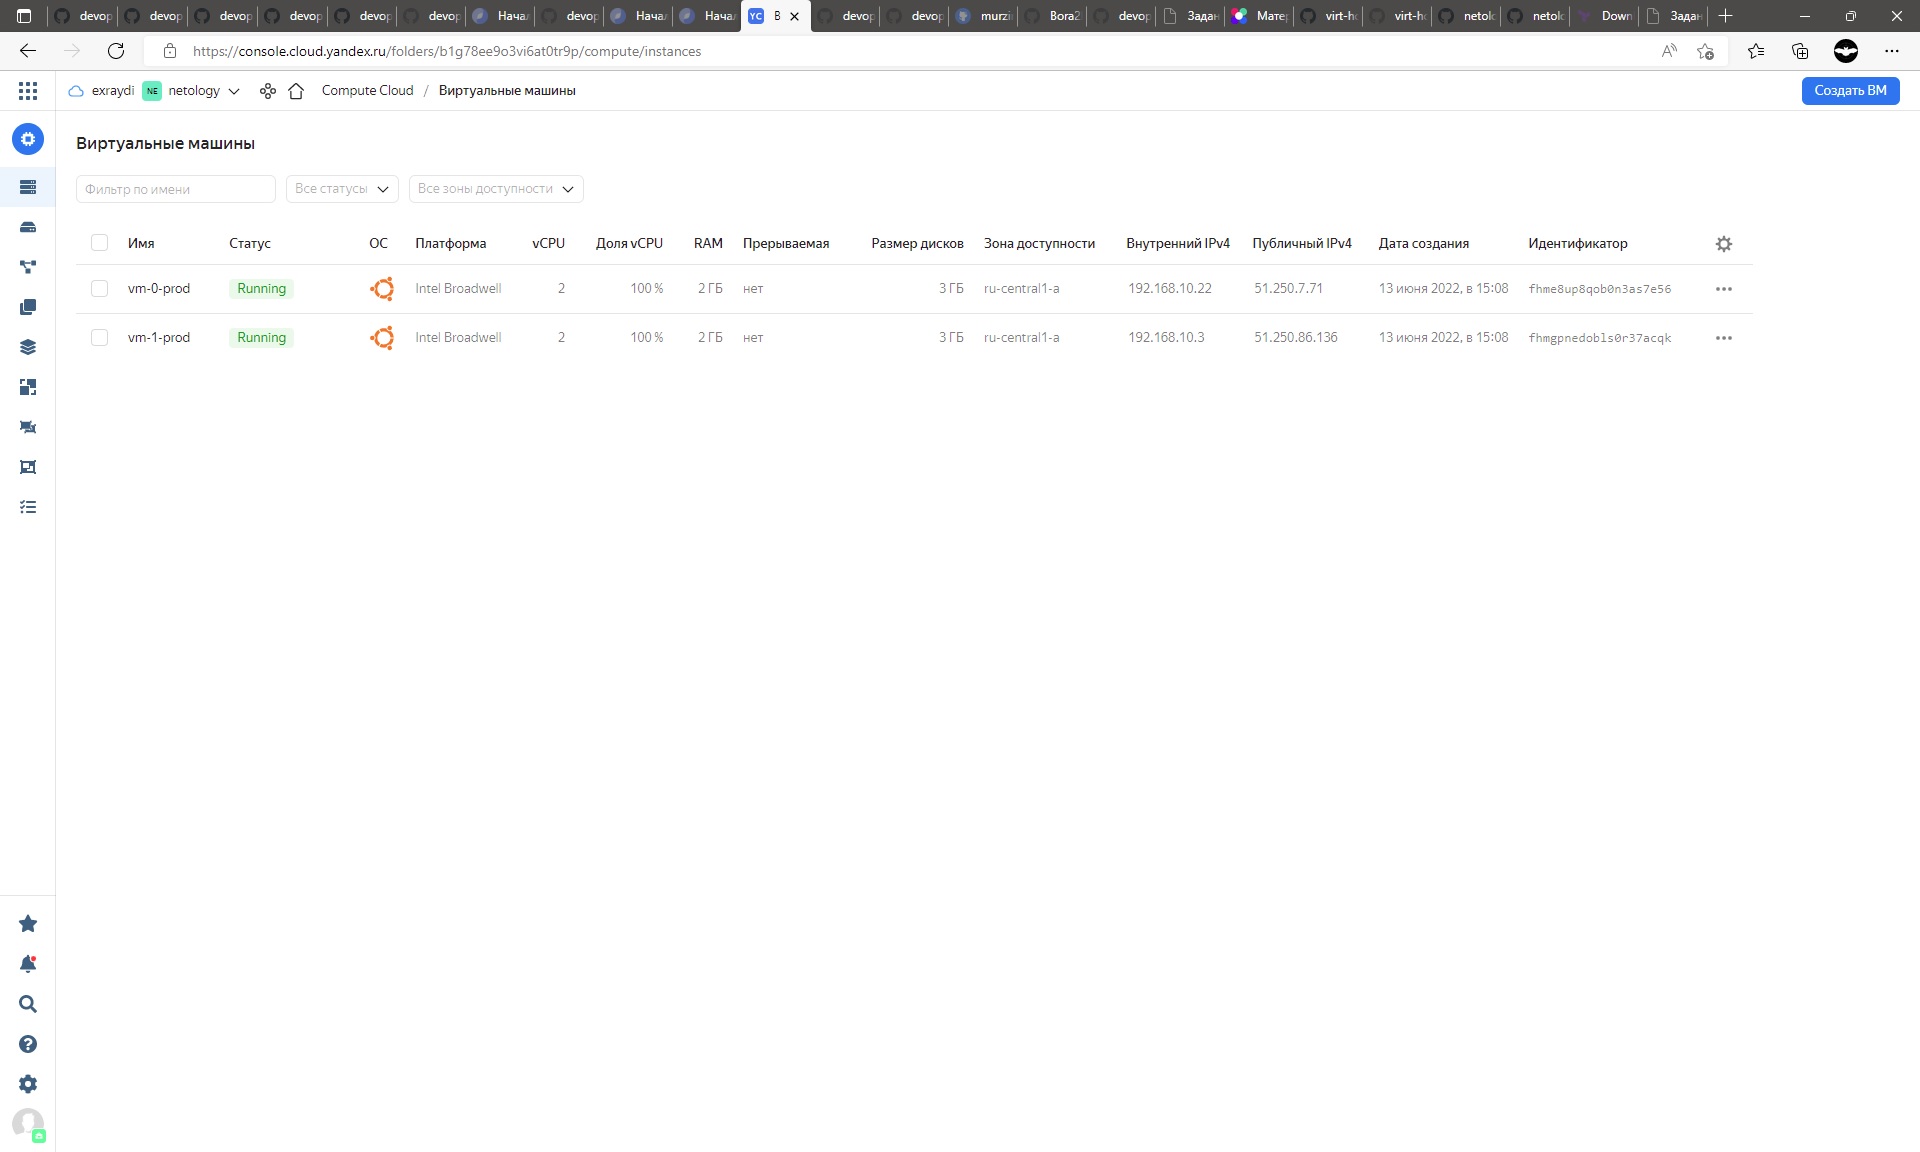 devop devop devop devop devop devop Нача Нача devop Нача Нача YC В devop devop murzi Bora2 devop Задан Матер virt-h virt-h netolo netolo Down Задан
https://console.cloud.yandex.ru/folders/b1g78ee9o3vi6at0tr9p/compute/instances
exraydi NE netology Compute Cloud / Виртуальные машины Создать ВМ
Виртуальные машины
Фильтр по имени Все статусы Все зоны доступности
Имя Статус ОС Платформа vCPU Доля vCPU RAM Прерываемая Размер дисков Зона доступности Внутренний IPv4 Публичный IPv4 Дата создания Идентификатор
vm-0-prod Running Intel Broadwell 2 100 % 2 ГБ нет 3 ГБ ru-central1-a 192.168.10.22 51.250.7.71 13 июня 2022, в 15:08 fhme8up8qob0n3as7e56
vm-1-prod Running Intel Broadwell 2 100 % 2 ГБ нет 3 ГБ ru-central1-a 192.168.10.3 51.250.86.136 13 июня 2022, в 15:08 fhmgpnedobls0r37acqk